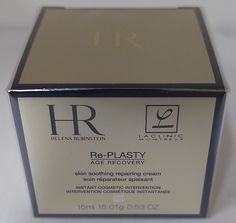 HR
HELENA RUBINSTEIN
LACLINIC
MONTREUX
Re-PLASTY
AGE RECOVERY
skin soothing repairing cream
soin réparateur apaisant
INSTANT COSMETIC INTERVENTION
INTERVENTION COSMÉTIQUE INSTANTANÉE
15ml 15.01g 0.53 OZ.